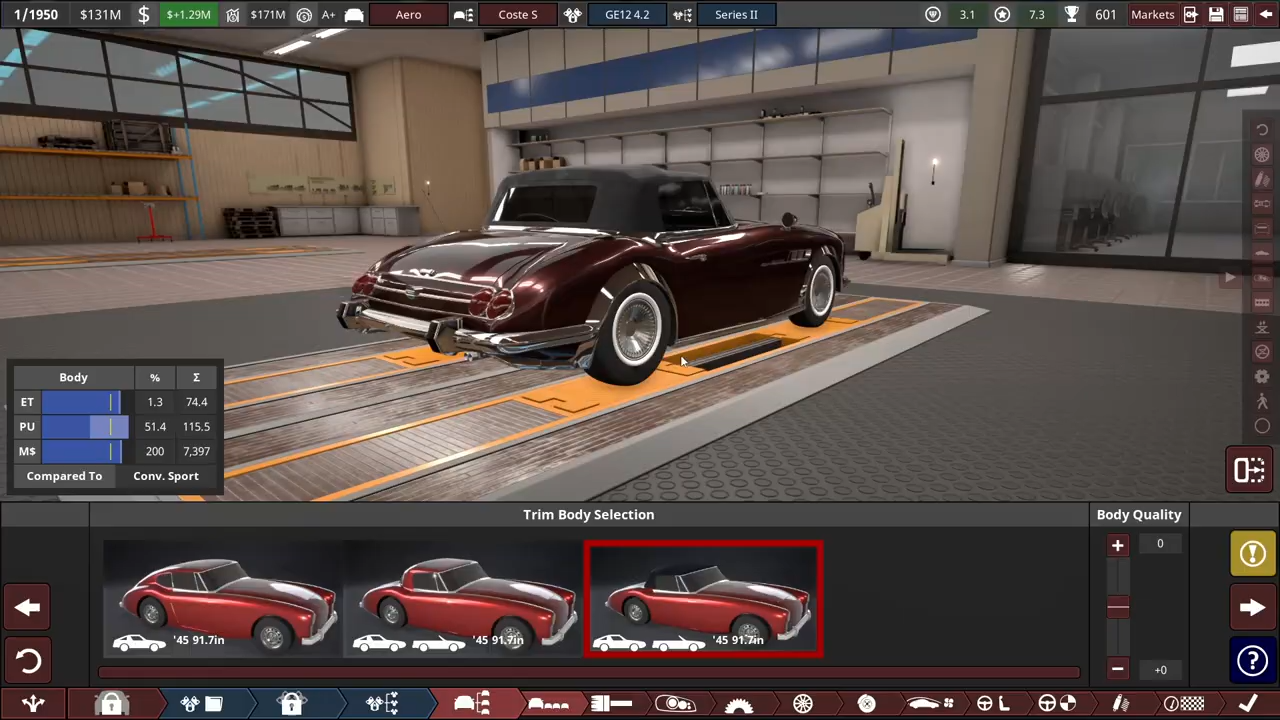 1/1950 $131M $ $+1.29M $171M A+ Aero Coste S GE12 4.2 Series II 3.1 7.3 601 Markets
Body % Σ
ET 1.3 74.4
PU 51.4 115.5
M$ 200 7,397
Compared To Conv. Sport
Trim Body Selection
Body Quality
+ 0
'45 91.7in '45 91.7in '45 91.7in
- +0